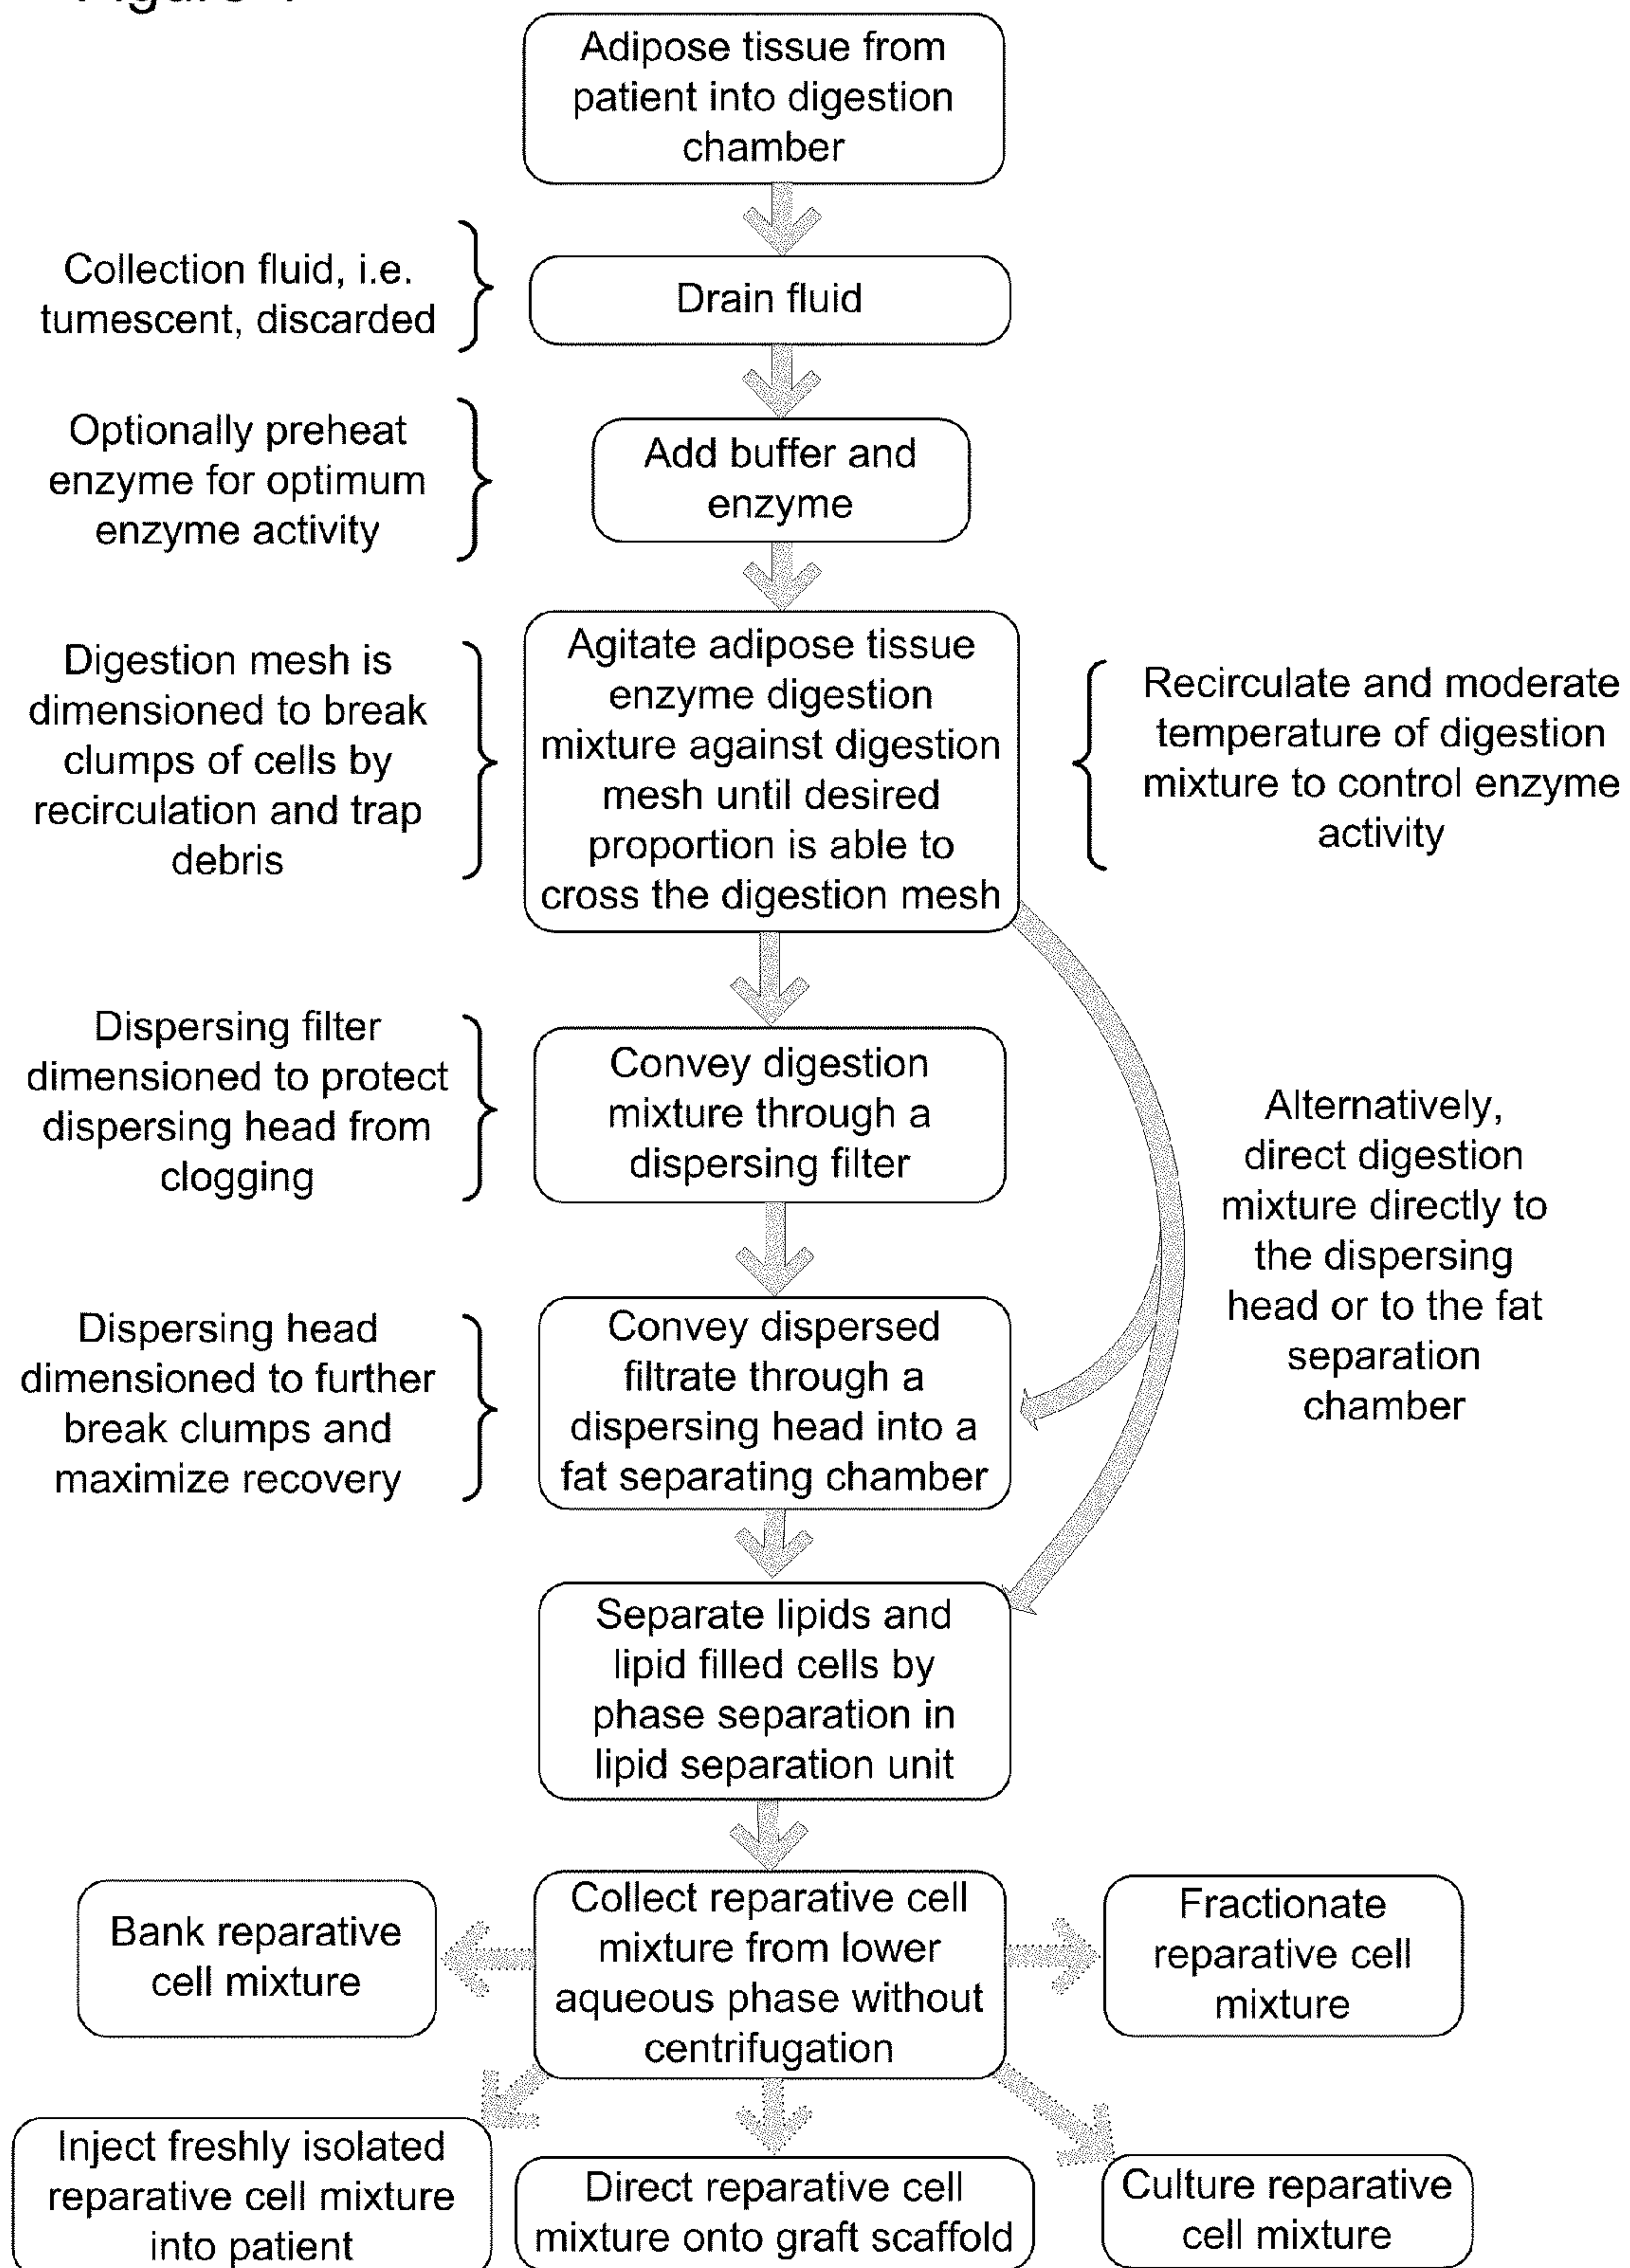 Adipose tissue from
patient into digestion
chamber
Collection fluid, i.e.
tumescent, discarded
Drain fluid
Optionally preheat
enzyme for optimum
enzyme activity
Add buffer and
enzyme
Digestion mesh is
dimensioned to break
clumps of cells by
recirculation and trap
debris
Agitate adipose tissue
enzyme digestion
mixture against digestion
mesh until desired
proportion is able to
cross the digestion mesh
Recirculate and moderate
temperature of digestion
mixture to control enzyme
activity
Dispersing filter
dimensioned to protect
dispersing head from
clogging
Convey digestion
mixture through a
dispersing filter
Alternatively,
direct digestion
mixture directly to
the dispersing
head or to the fat
separation
chamber
Dispersing head
dimensioned to further
break clumps and
maximize recovery
Convey dispersed
filtrate through a
dispersing head into a
fat separating chamber
Separate lipids and
lipid filled cells by
phase separation in
lipid separation unit
Bank reparative
cell mixture
Collect reparative cell
mixture from lower
aqueous phase without
centrifugation
Fractionate
reparative cell
mixture
Inject freshly isolated
reparative cell mixture
into patient
Direct reparative cell
mixture onto graft scaffold
Culture reparative
cell mixture